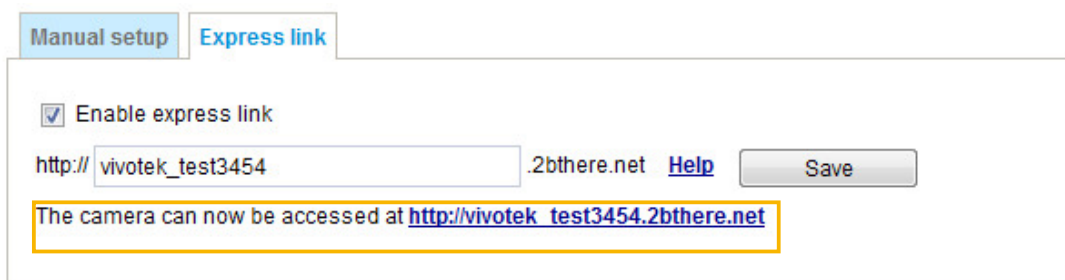 Manual setup Express link
Enable express link
http:// vivotek_test3454 .2bthere.net Help Save
The camera can now be accessed at http://vivotek_test3454.2bthere.net